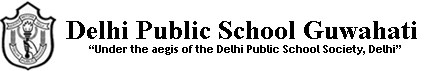 Delhi Public School Guwahati
“Under the aegis of the Delhi Public School Society, Delhi”